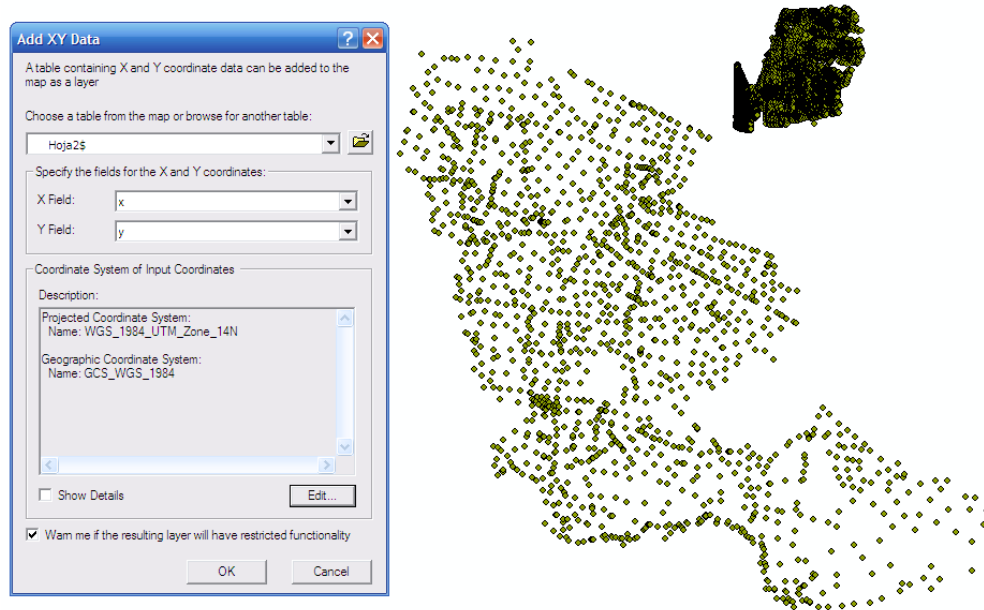 Add XY Data
A table containing X and Y coordinate data can be added to the
map as a layer
Choose a table from the map or browse for another table:
Hoja2$
Specify the fields for the X and Y coordinates:
X Field:
x
Y Field:
y
Coordinate System of Input Coordinates
Description:
Projected Coordinate System:
Name: WGS_1984_UTM_Zone_14N
Geographic Coordinate System:
Name: GCS_WGS_1984
Show Details
Edit...
Warn me if the resulting layer will have restricted functionality
OK
Cancel